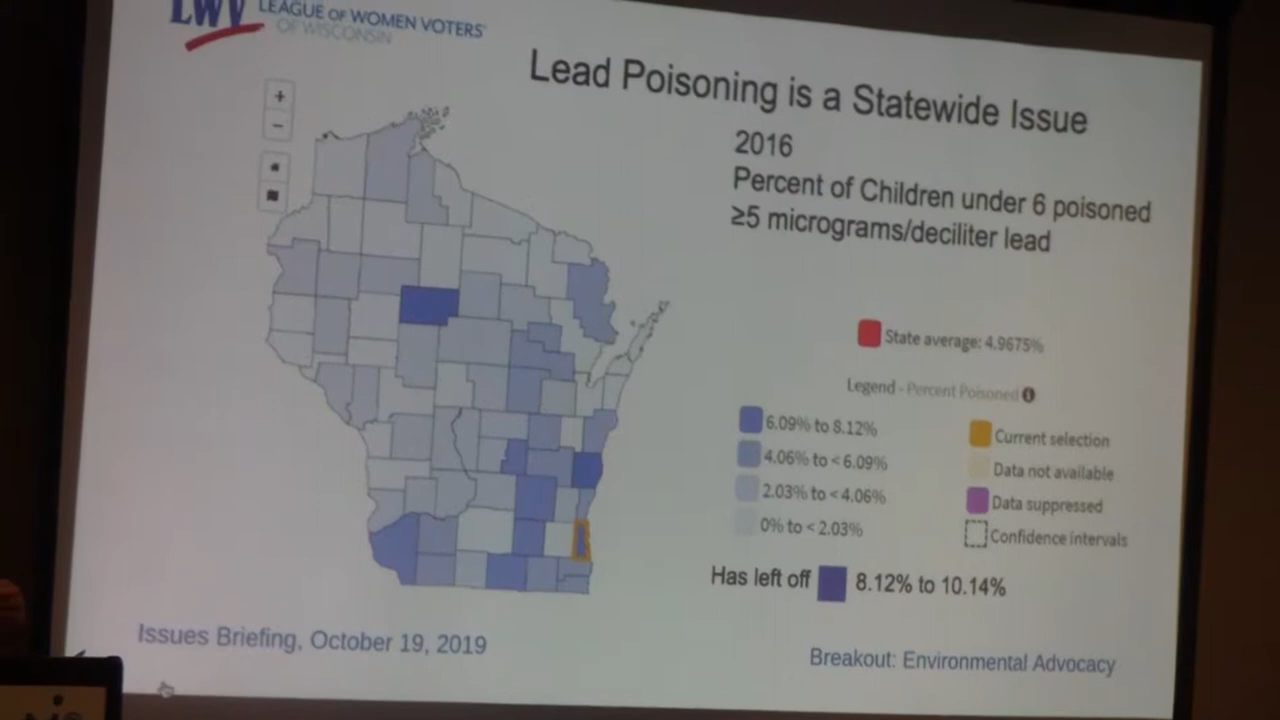 LWV LEAGUE OF WOMEN VOTERS®
OF WISCONSIN
Lead Poisoning is a Statewide Issue
2016
Percent of Children under 6 poisoned
≥5 micrograms/deciliter lead
+
−
State average: 4.9675%
Legend - Percent Poisoned
6.09% to 8.12%
4.06% to < 6.09%
2.03% to < 4.06%
0% to < 2.03%
Current selection
Data not available
Data suppressed
Confidence intervals
Has left off 8.12% to 10.14%
Issues Briefing, October 19, 2019
Breakout: Environmental Advocacy